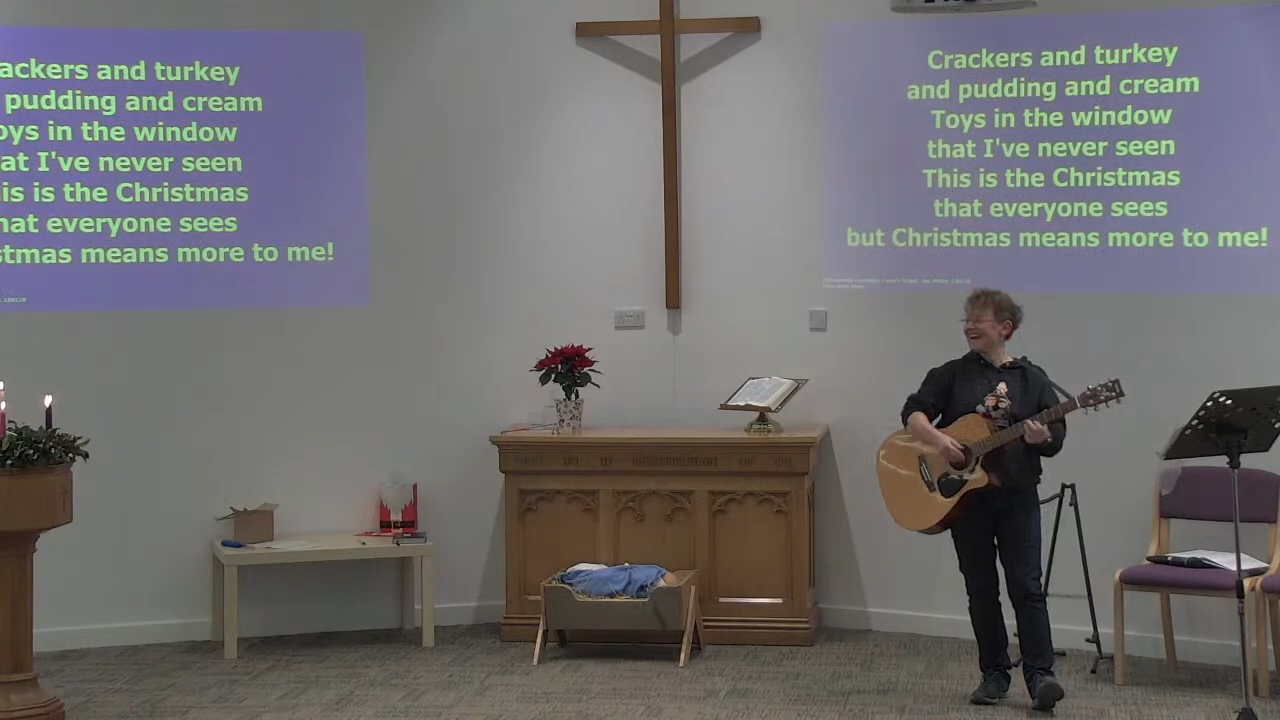 ackers and turkey
pudding and cream
oys in the window
at I've never seen
is is the Christmas
hat everyone sees
stmas means more to me!
Crackers and turkey
and pudding and cream
Toys in the window
that I've never seen
This is the Christmas
that everyone sees
but Christmas means more to me!